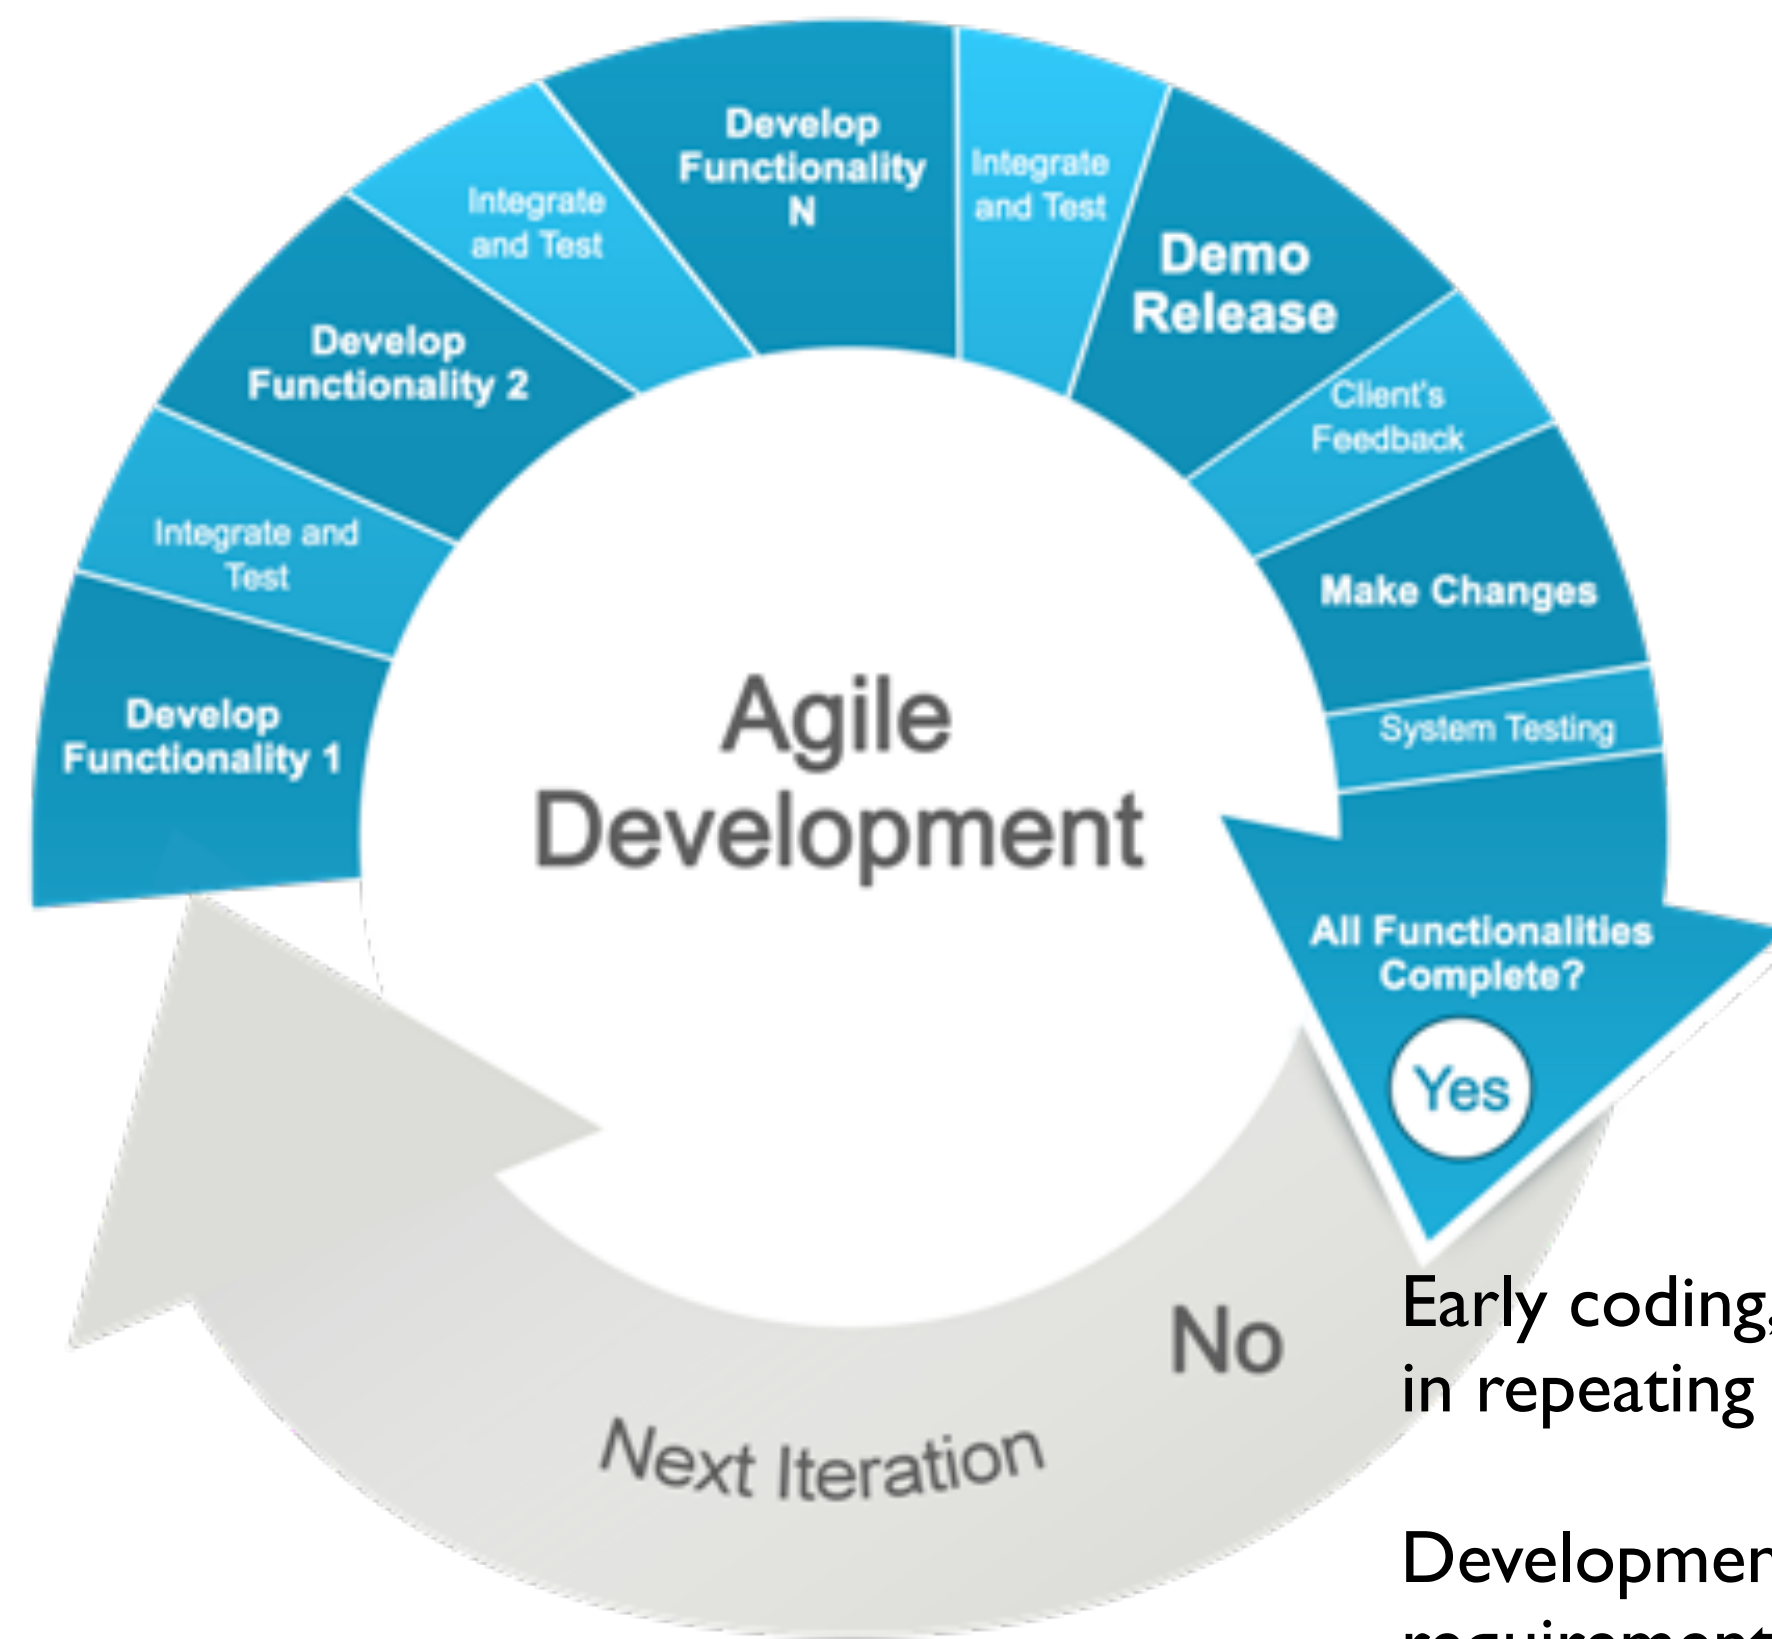 Develop
Functionality 1
Integrate and
Test
Develop
Functionality 2
Integrate
and Test
Develop
Functionality
N
Integrate
and Test
Demo
Release
Client's
Feedback
Make Changes
System Testing
All Functionalities
Complete?
Yes
Agile
Development
No
Next Iteration
Early coding,
in repeating